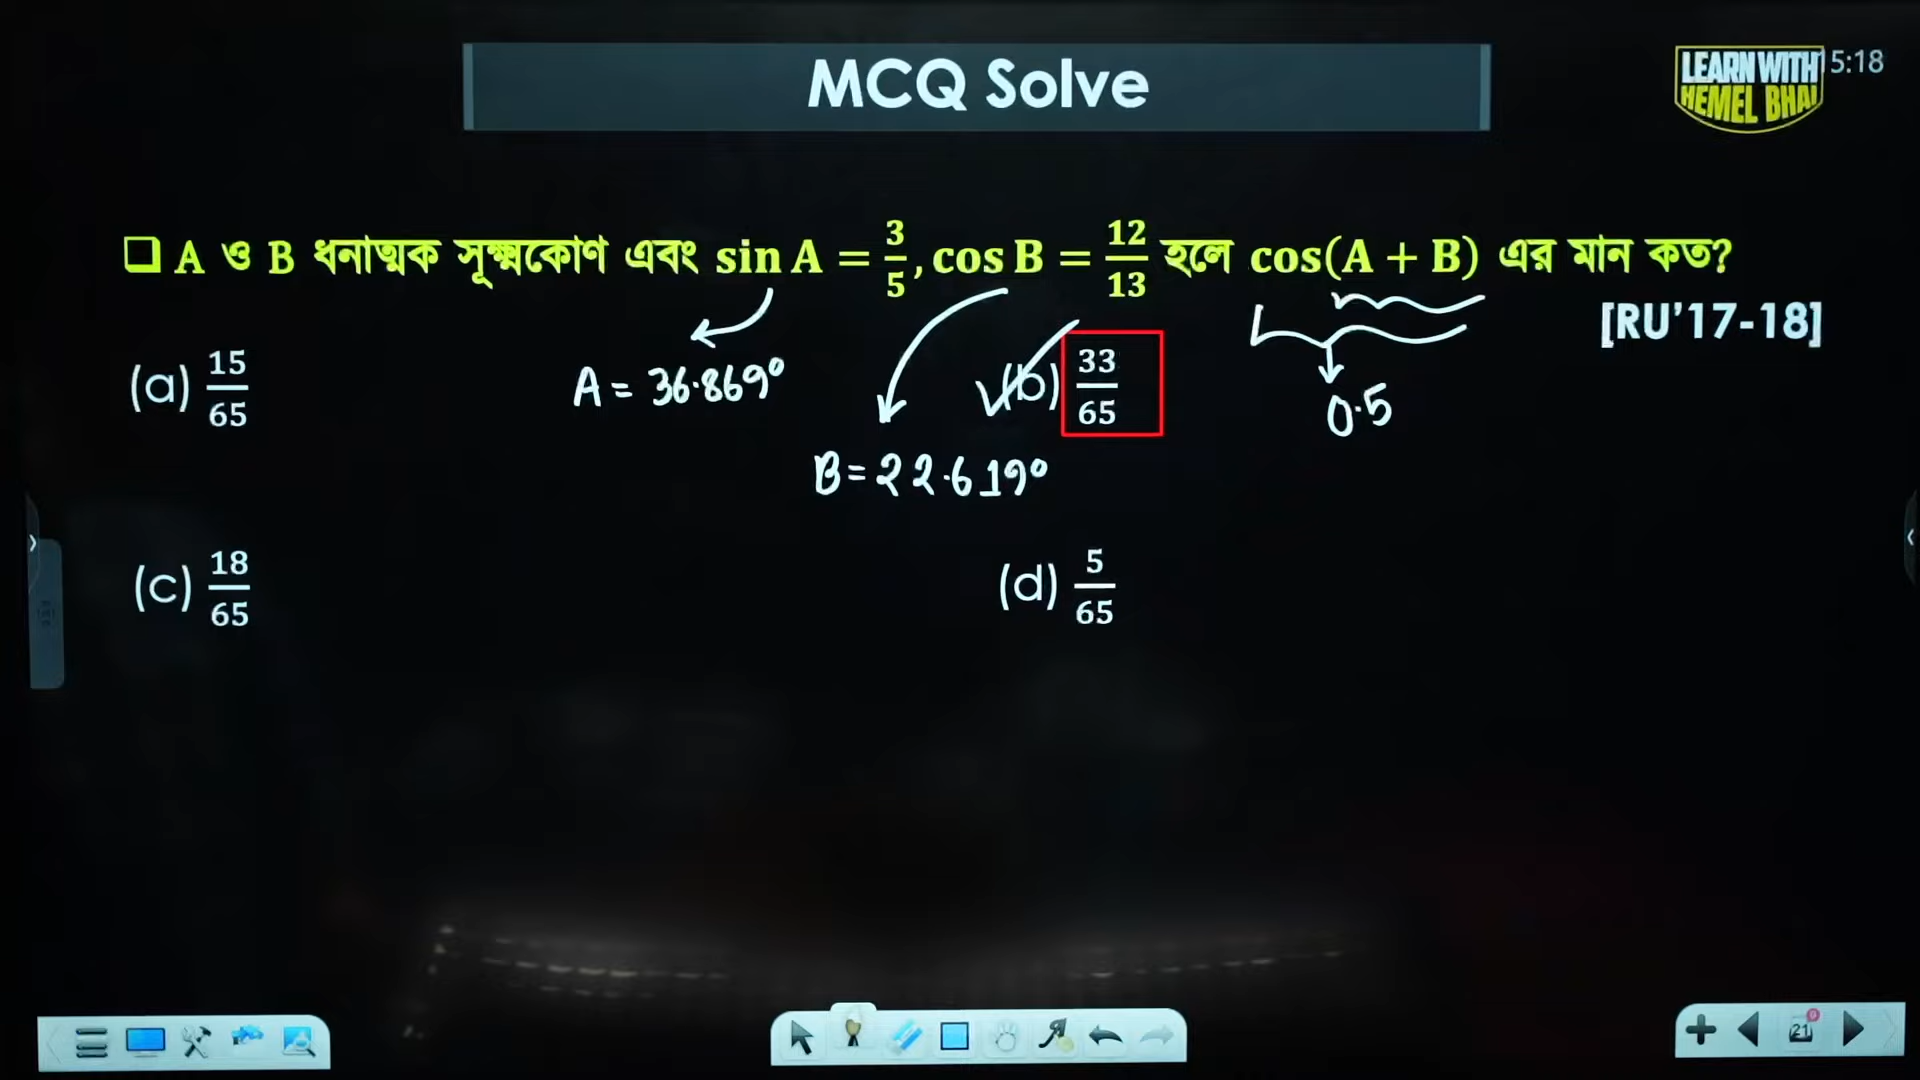 MCQ Solve
LEARN WITH
HEMEL BHAI
15:18
❑ A ও B ধনাত্মক সূক্ষ্মকোণ এবং sin A = 3/5, cos B = 12/13 হলে cos(A + B) এর মান কত?
[RU'17-18]
(a) 15/65
A = 36.869°
(b) 33/65
0.5
B = 22.619°
(c) 18/65
(d) 5/65
21